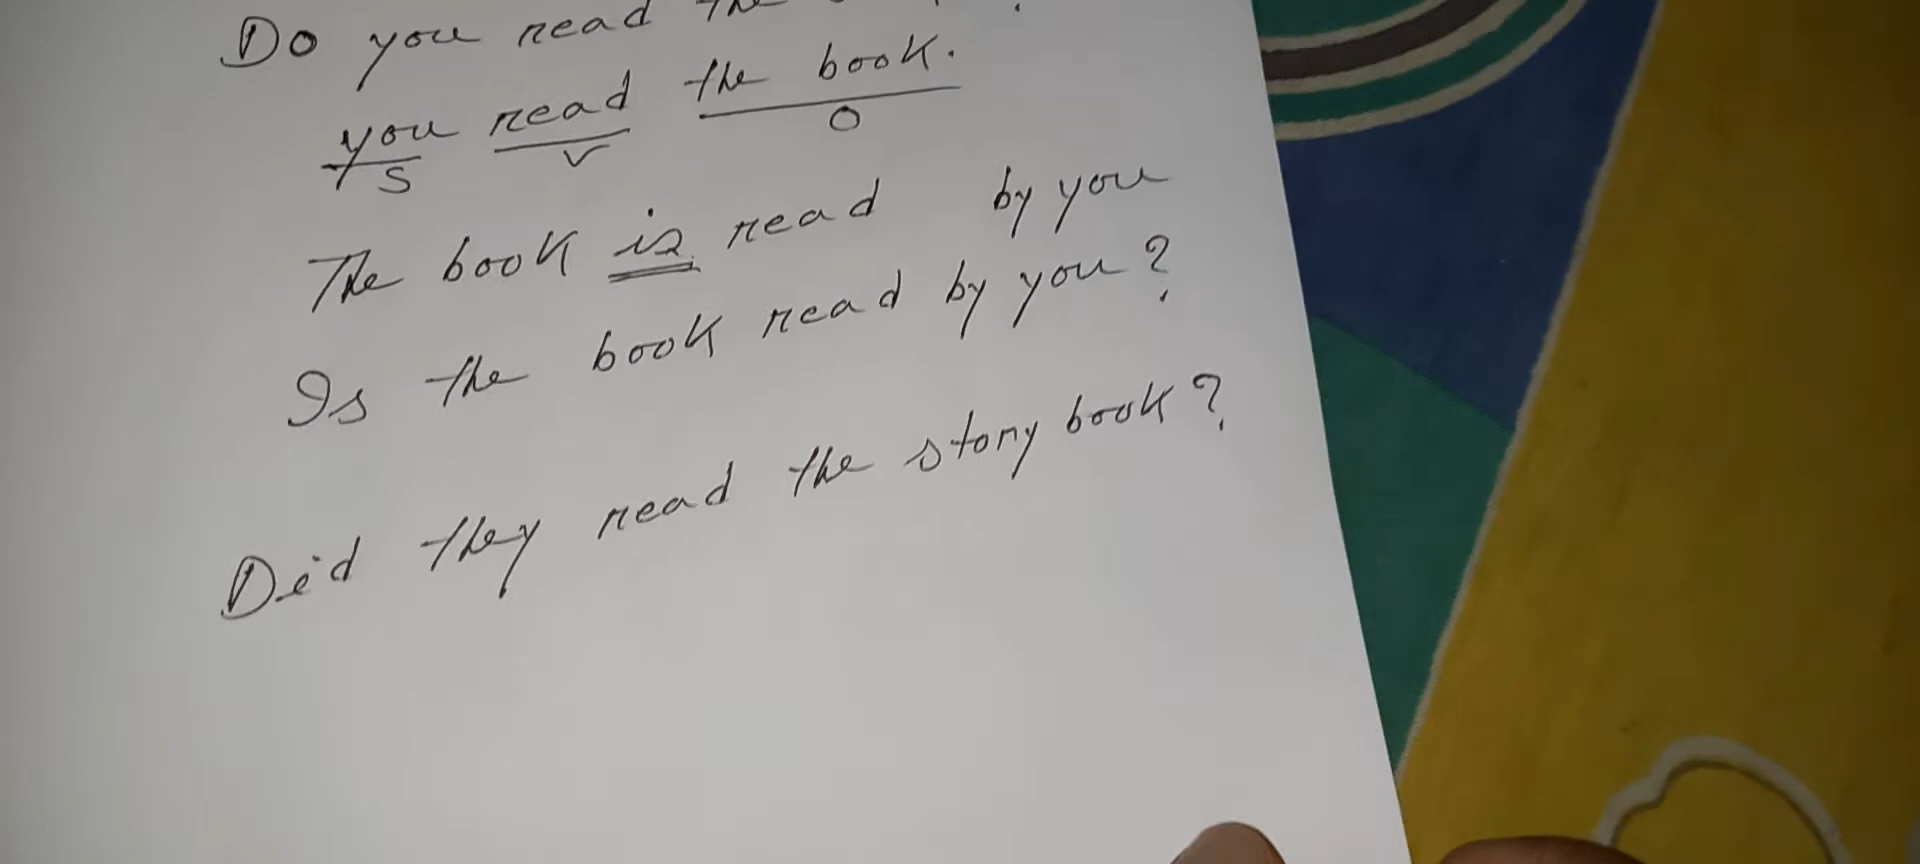 Do you read the
you read the book.
S V O
The book is read by you
Is the book read by you?
Did they read the story book?